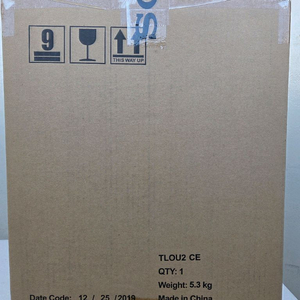 9
THIS WAY UP
TLOU2 CE
QTY: 1
Weight: 5.3 kg
Date Code: 12 / 25 / 2019
Made in China